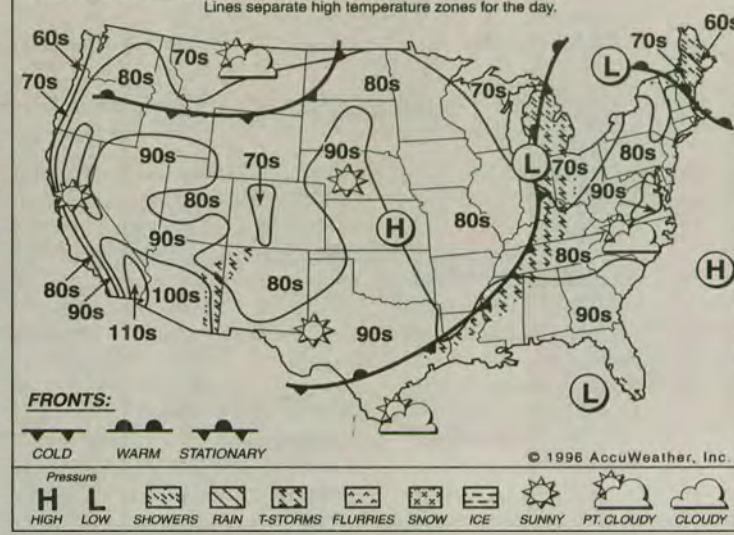 Lines separate high temperature zones for the day.
60s
70s
80s
70s
80s
70s
L
70s
60s
90s
70s
90s
L
70s
80s
80s
90s
90s
H
80s
80s
H
80s
90s
100s
80s
90s
90s
110s
L
FRONTS:
COLD WARM STATIONARY
© 1996 AccuWeather, Inc.
Pressure
H L
HIGH LOW SHOWERS RAIN T-STORMS FLURRIES SNOW ICE SUNNY PT. CLOUDY CLOUDY